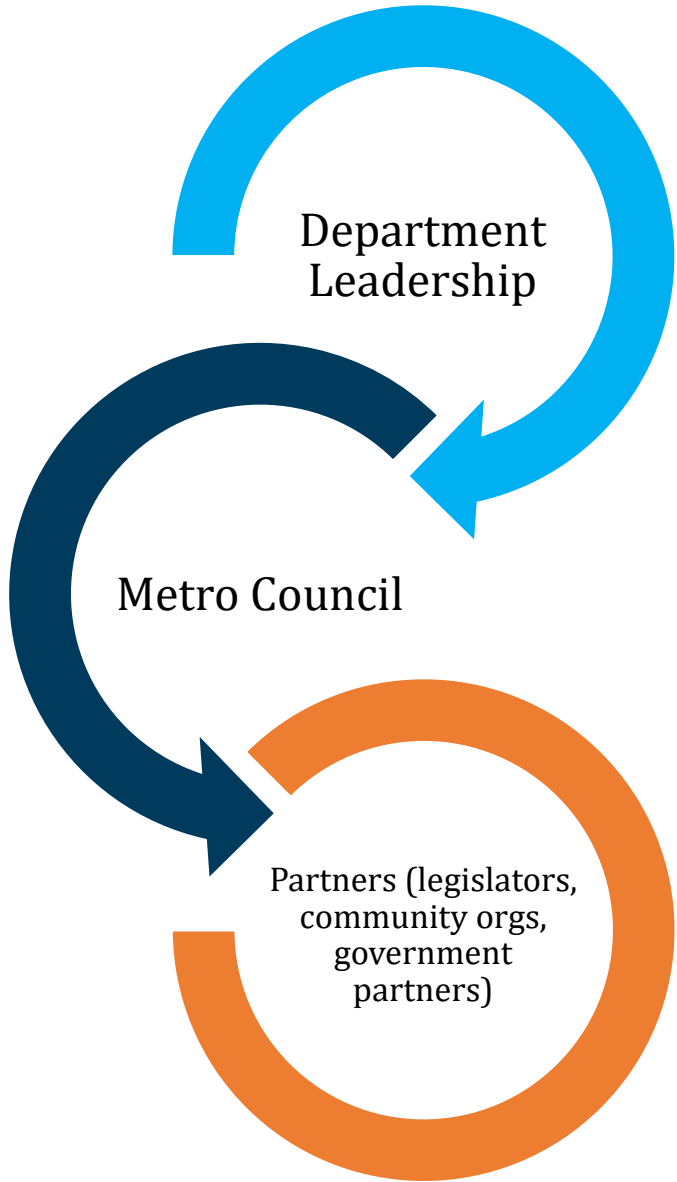 Department
Leadership
Metro Council
Partners (legislators,
community orgs,
government
partners)